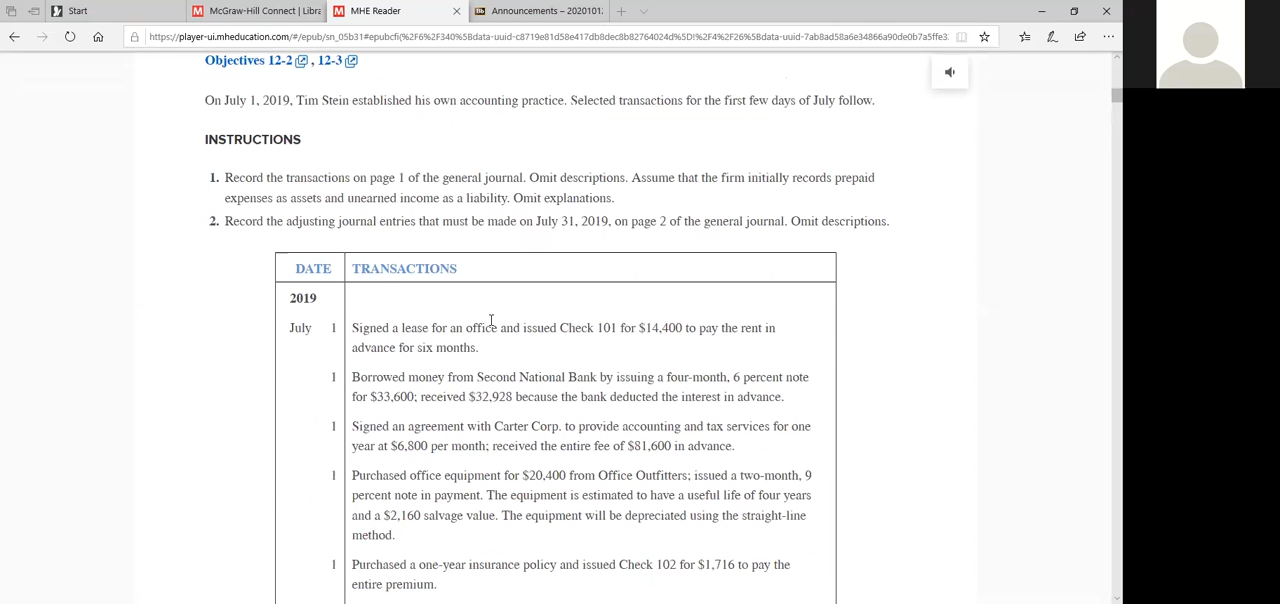 Start
McGraw-Hill Connect | Libra
MHE Reader
Announcements – 2020101
https://player-ui.mheducation.com/#/epub/sn_05b31#epubcfi(%2F6%2F340%5Bdata-uuid-c8719e81d58e417db8dec8b82764024d%5D!%2F4%2F26%5Bdata-uuid-7ab8ad58a6e34866a90de0b7a5ffe3
Objectives 12-2 , 12-3
On July 1, 2019, Tim Stein established his own accounting practice. Selected transactions for the first few days of July follow.
INSTRUCTIONS
1. Record the transactions on page 1 of the general journal. Omit descriptions. Assume that the firm initially records prepaid
expenses as assets and unearned income as a liability. Omit explanations.
2. Record the adjusting journal entries that must be made on July 31, 2019, on page 2 of the general journal. Omit descriptions.
DATE TRANSACTIONS
2019
July 1 Signed a lease for an office and issued Check 101 for $14,400 to pay the rent in
advance for six months.
1 Borrowed money from Second National Bank by issuing a four-month, 6 percent note
for $33,600; received $32,928 because the bank deducted the interest in advance.
1 Signed an agreement with Carter Corp. to provide accounting and tax services for one
year at $6,800 per month; received the entire fee of $81,600 in advance.
1 Purchased office equipment for $20,400 from Office Outfitters; issued a two-month, 9
percent note in payment. The equipment is estimated to have a useful life of four years
and a $2,160 salvage value. The equipment will be depreciated using the straight-line
method.
1 Purchased a one-year insurance policy and issued Check 102 for $1,716 to pay the
entire premium.